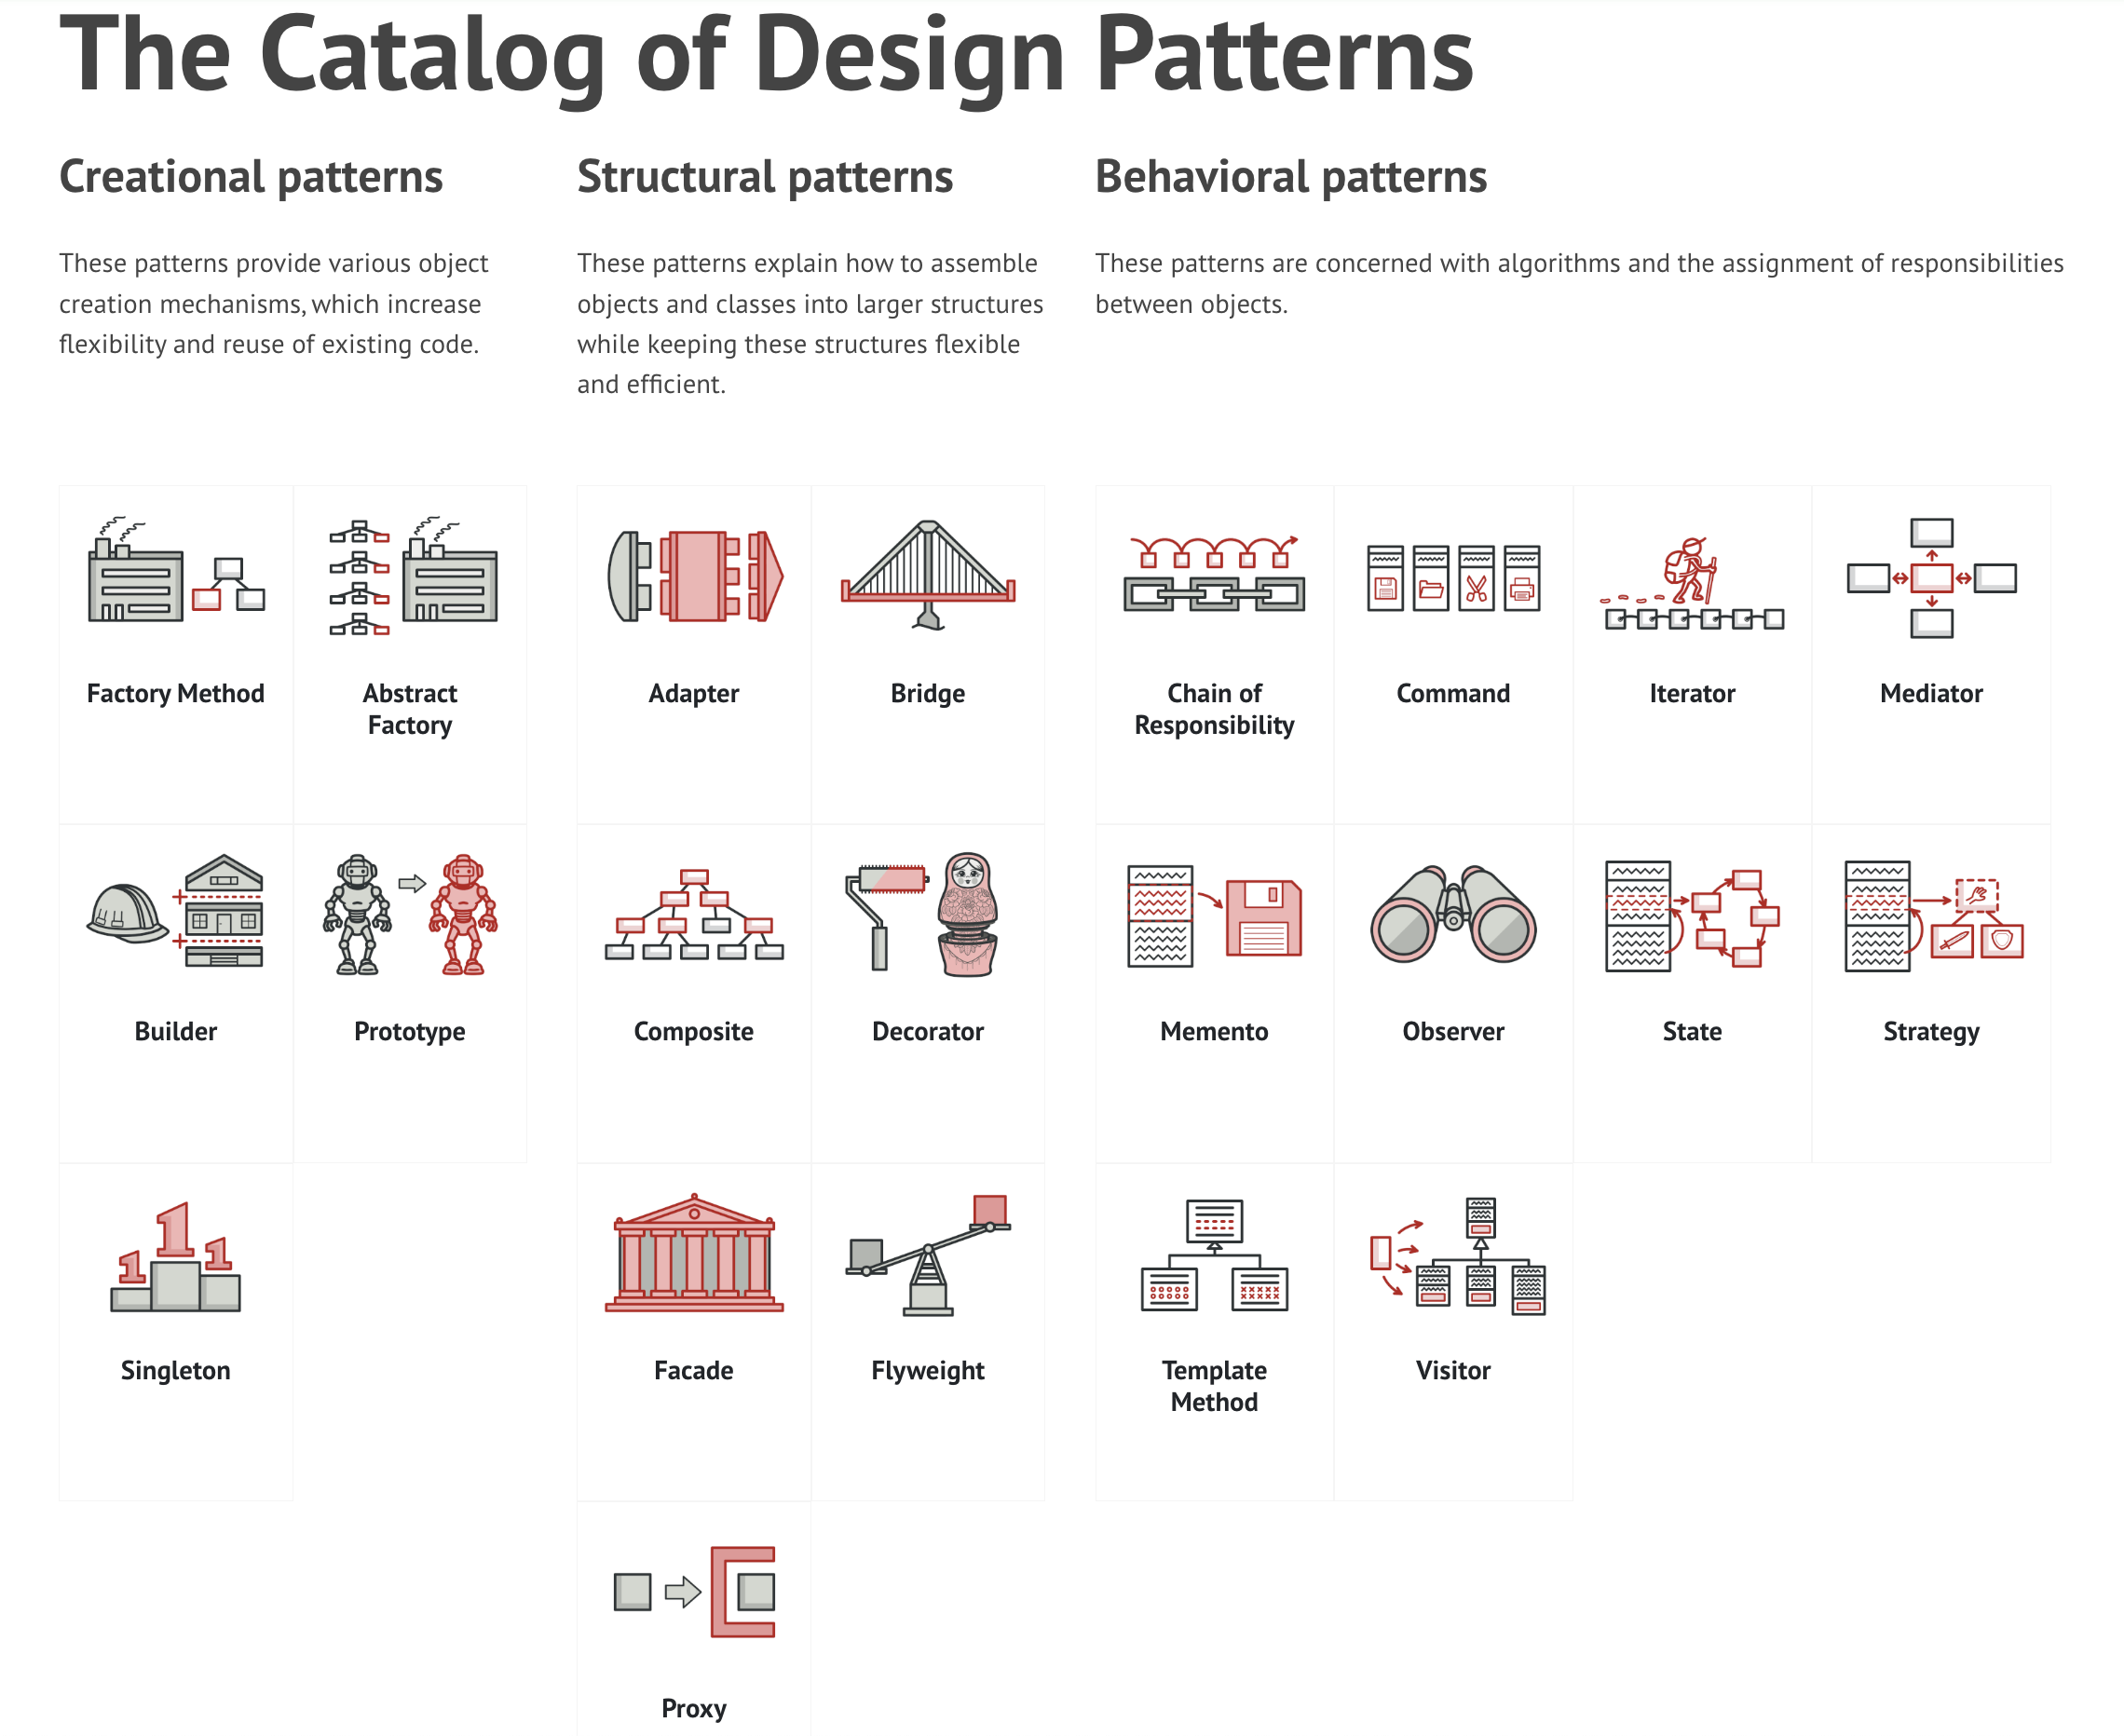 The Catalog of Design Patterns
Creational patterns
These patterns provide various object
creation mechanisms, which increase
flexibility and reuse of existing code.
Factory Method
Abstract
Factory
Builder
Prototype
1
1
1
Singleton
Structural patterns
These patterns explain how to assemble
objects and classes into larger structures
while keeping these structures flexible
and efficient.
Adapter
Bridge
Composite
Decorator
Facade
Flyweight
Proxy
Behavioral patterns
These patterns are concerned with algorithms and the assignment of responsibilities
between objects.
Chain of
Responsibility
Command
Iterator
Mediator
Memento
Observer
State
Strategy
Template
Method
Visitor